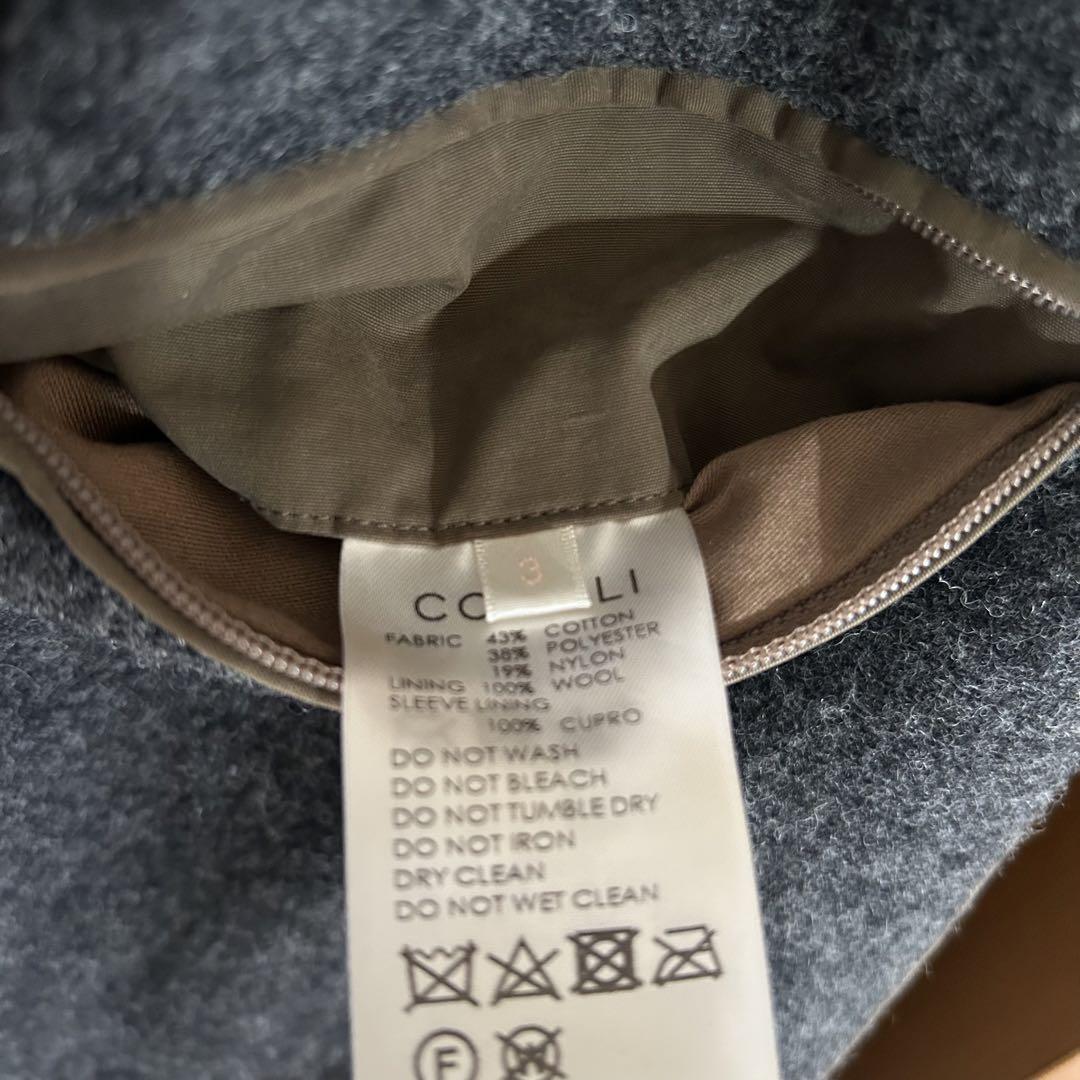 3
CO LI
FABRIC 43% COTTON
38% POLYESTER
19% NYLON
LINING 100% WOOL
SLEEVE LINING
100% CUPRO
DO NOT WASH
DO NOT BLEACH
DO NOT TUMBLE DRY
DO NOT IRON
DRY CLEAN
DO NOT WET CLEAN
F W